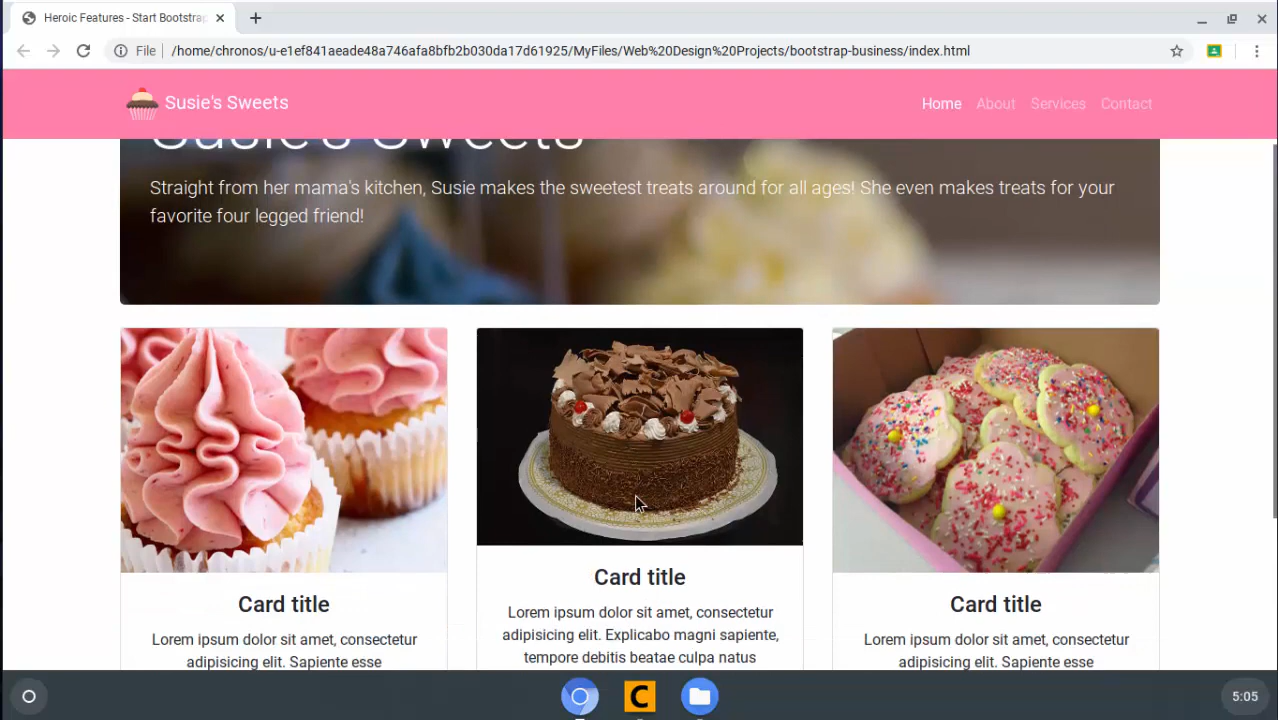 Heroic Features - Start Bootstrap
File
/home/chronos/u-e1ef841aeade48a746afa8bfb2b030da17d61925/MyFiles/Web%20Design%20Projects/bootstrap-business/index.html
Susie's Sweets
Home About Services Contact
Susie's Sweets
Straight from her mama's kitchen, Susie makes the sweetest treats around for all ages! She even makes treats for your
favorite four legged friend!
Card title
Lorem ipsum dolor sit amet, consectetur
adipisicing elit. Sapiente esse
Card title
Lorem ipsum dolor sit amet, consectetur
adipisicing elit. Explicabo magni sapiente,
tempore debitis beatae culpa natus
Card title
Lorem ipsum dolor sit amet, consectetur
adipisicing elit. Sapiente esse
C
5:05